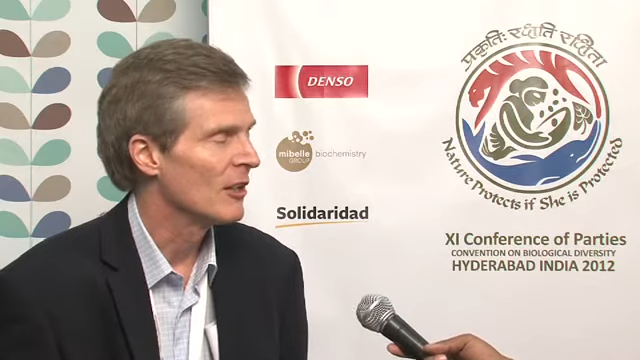 DENSO
mibelle
GROUP
biochemistry
Solidaridad
प्रकृतिः रक्षति रक्षिता
Nature Protects if She is Protected
XI Conference of Parties
CONVENTION ON BIOLOGICAL DIVERSITY
HYDERABAD INDIA 2012